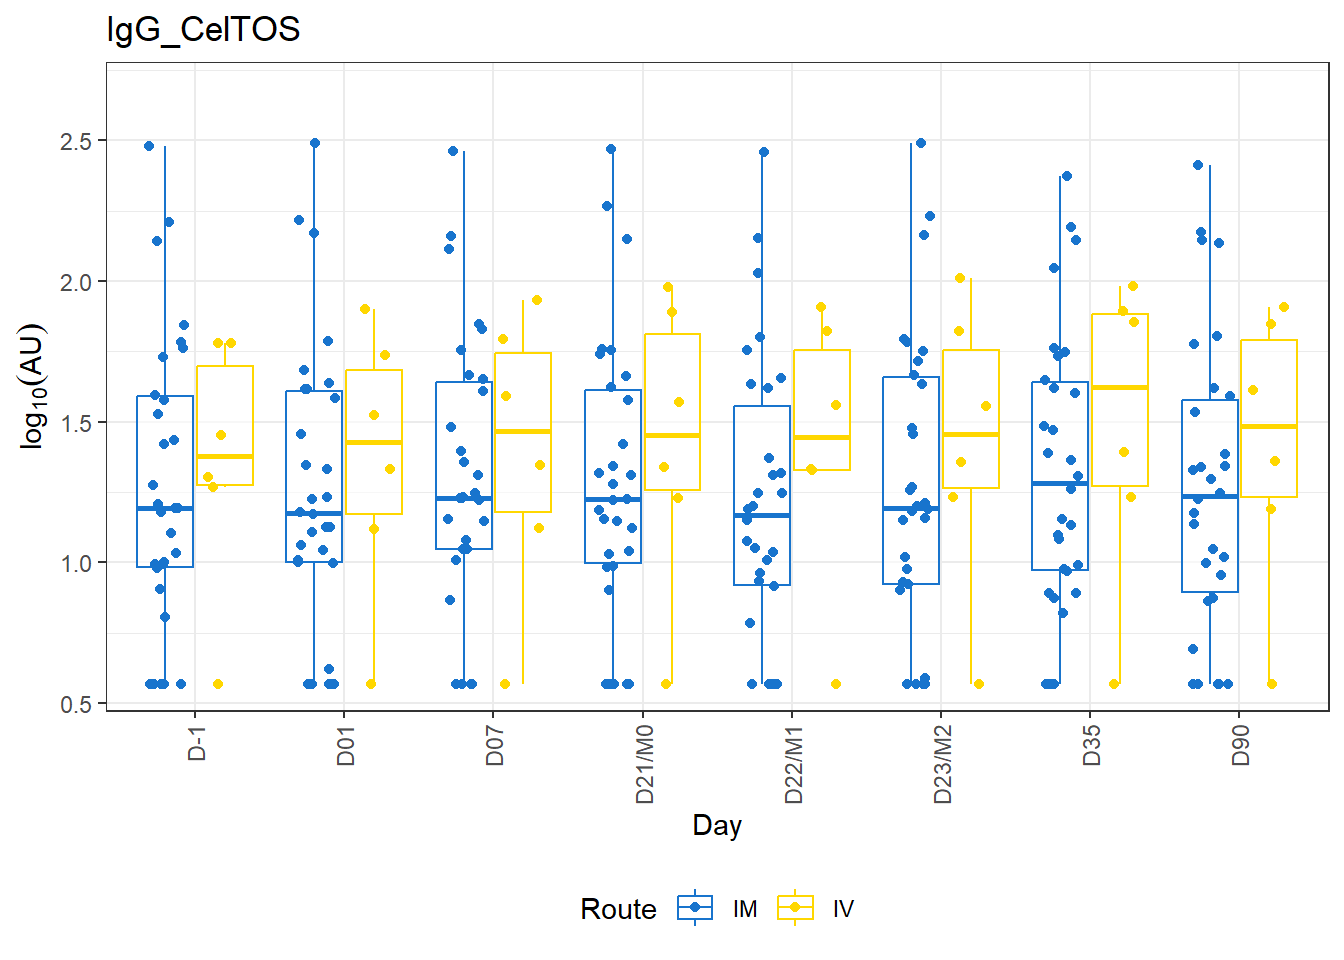 IgG_CelTOS
log10(AU)
2.5
2.0
1.5
1.0
0.5
D-1
D01
D07
D21/M0
D22/M1
D23/M2
D35
D90
Day
Route IM IV